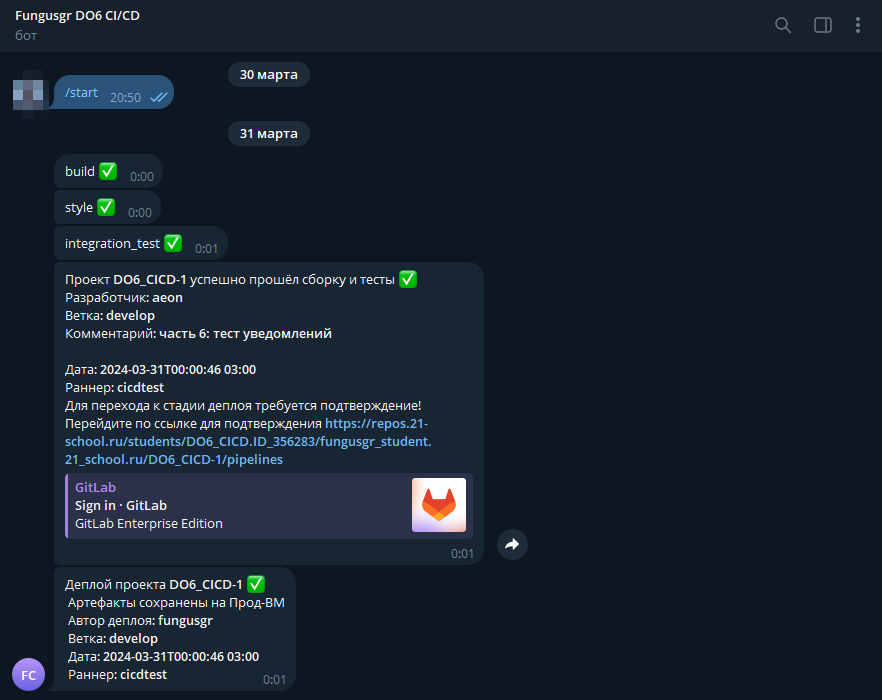 Fungusgr DO6 CI/CD
бот
30 марта
/start 20:50
31 марта
build ✅ 0:00
style ✅ 0:00
integration_test ✅ 0:01
Проект DO6_CICD-1 успешно прошёл сборку и тесты ✅
Разработчик: aeon
Ветка: develop
Комментарий: часть 6: тест уведомлений
Дата: 2024-03-31T00:00:46 03:00
Раннер: cicdtest
Для перехода к стадии деплоя требуется подтверждение!
Перейдите по ссылке для подтверждения https://repos.21-
school.ru/students/DO6_CICD.ID_356283/fungusgr_student.
21_school.ru/DO6_CICD-1/pipelines
GitLab
Sign in · GitLab
GitLab Enterprise Edition
0:01
Деплой проекта DO6_CICD-1 ✅
Артефакты сохранены на Прод-ВМ
Автор деплоя: fungusgr
Ветка: develop
Дата: 2024-03-31T00:00:46 03:00
Раннер: cicdtest 0:01
FC